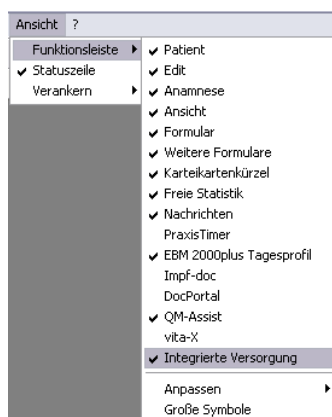 Ansicht ?
Funktionsleiste
Statuszeile
Verankern
Patient
Edit
Anamnese
Ansicht
Formular
Weitere Formulare
Karteikartenkürzel
Freie Statistik
Nachrichten
PraxisTimer
EBM 2000plus Tagesprofil
Impf-doc
DocPortal
QM-Assist
vita-X
Integrierte Versorgung
Anpassen
Große Symbole